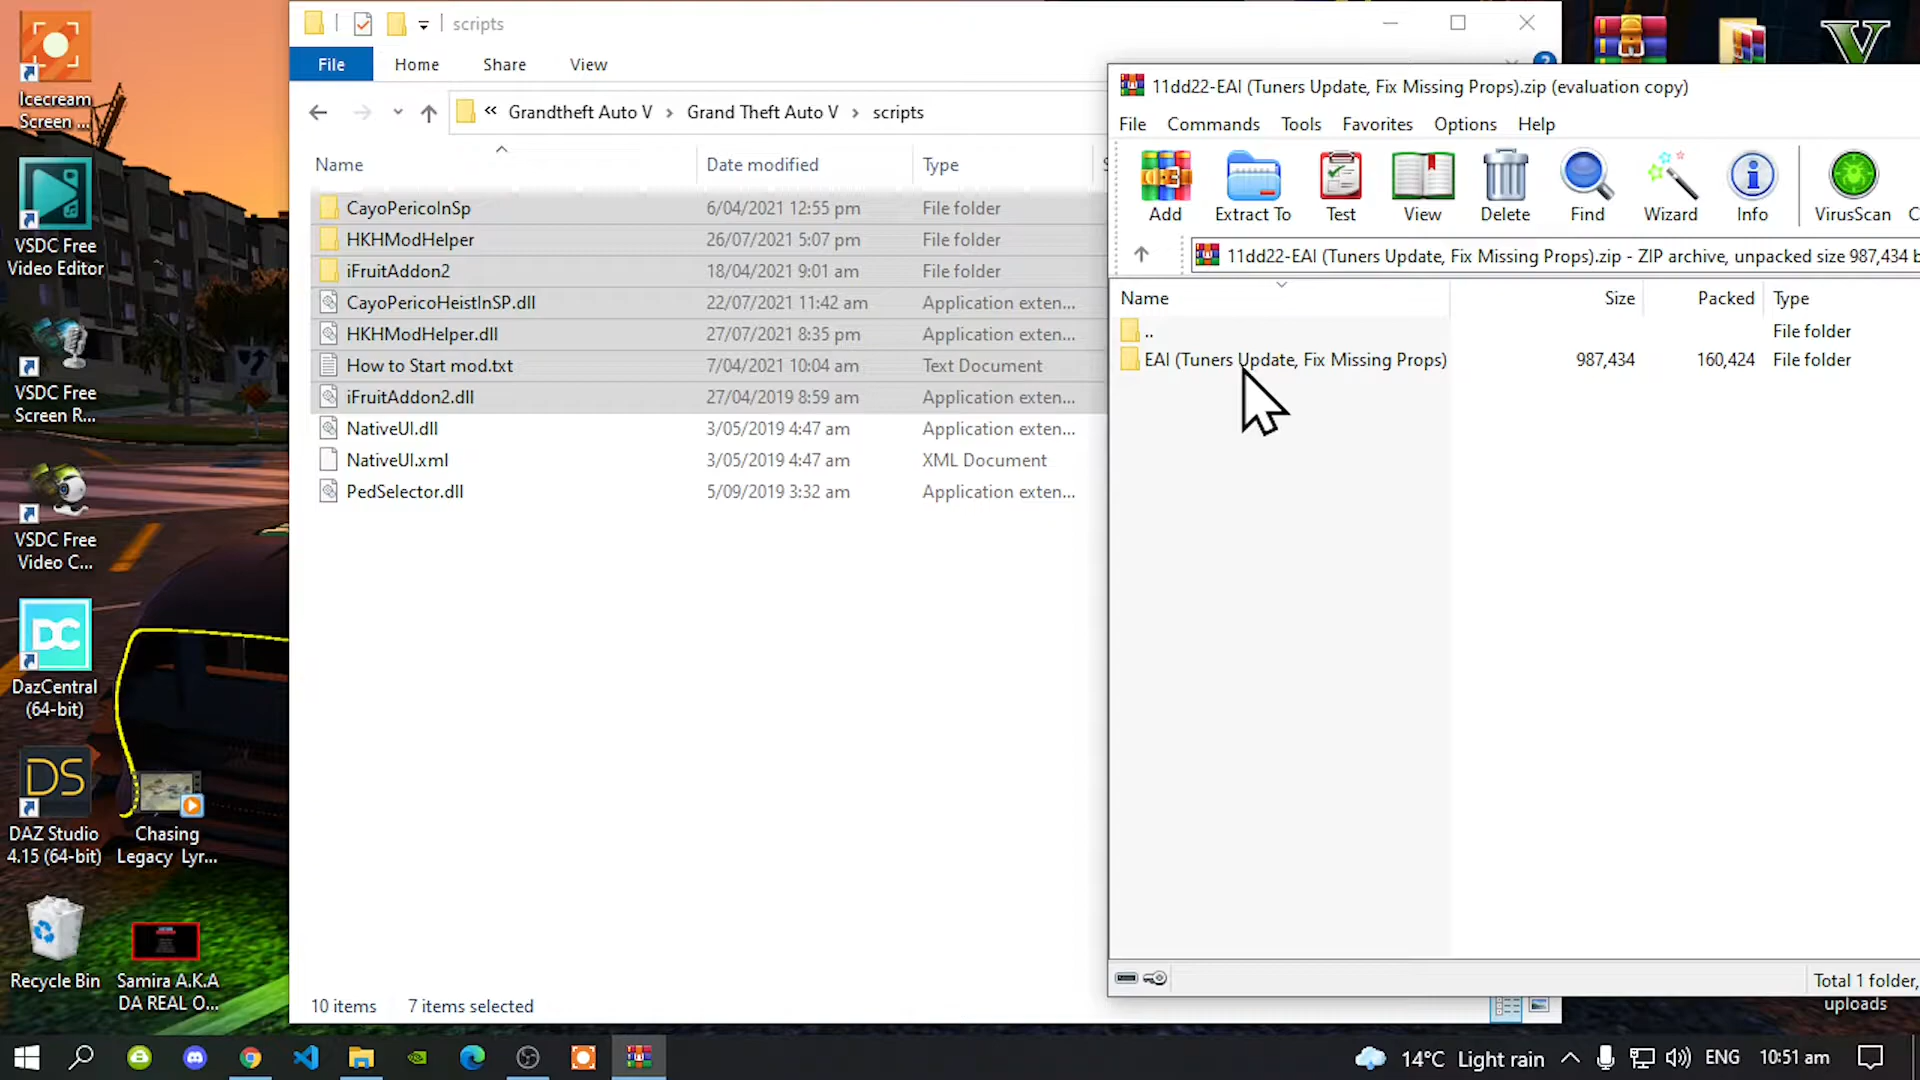 Icecream
Screen ...
VSDC Free
Video Editor
VSDC Free
Screen R...
VSDC Free
Video C...
DC
DazCentral
(64-bit)
DS
DAZ Studio
4.15 (64-bit)
Chasing
Legacy Lyr...
Recycle Bin
Samira A.K.A
DA REAL O...
scripts
File
Home
Share
View
« Grandtheft Auto V › Grand Theft Auto V › scripts
Name
Date modified
Type
CayoPericoInSp
6/04/2021 12:55 pm
File folder
HKHModHelper
26/07/2021 5:07 pm
File folder
iFruitAddon2
18/04/2021 9:01 am
File folder
CayoPericoHeistInSP.dll
22/07/2021 11:42 am
Application exten...
HKHModHelper.dll
27/07/2021 8:35 pm
Application exten...
How to Start mod.txt
7/04/2021 10:04 am
Text Document
iFruitAddon2.dll
27/04/2019 8:59 am
Application exten...
NativeUI.dll
3/05/2019 4:47 am
Application exten...
NativeUI.xml
3/05/2019 4:47 am
XML Document
PedSelector.dll
5/09/2019 3:32 am
Application exten...
10 items
7 items selected
11dd22-EAI (Tuners Update, Fix Missing Props).zip (evaluation copy)
File
Commands
Tools
Favorites
Options
Help
Add
Extract To
Test
View
Delete
Find
Wizard
Info
VirusScan
C
11dd22-EAI (Tuners Update, Fix Missing Props).zip - ZIP archive, unpacked size 987,434 b
Name
Size
Packed
Type
..
File folder
EAI (Tuners Update, Fix Missing Props)
987,434
160,424
File folder
Total 1 folder,
uploads
14°C Light rain
ENG
10:51 am